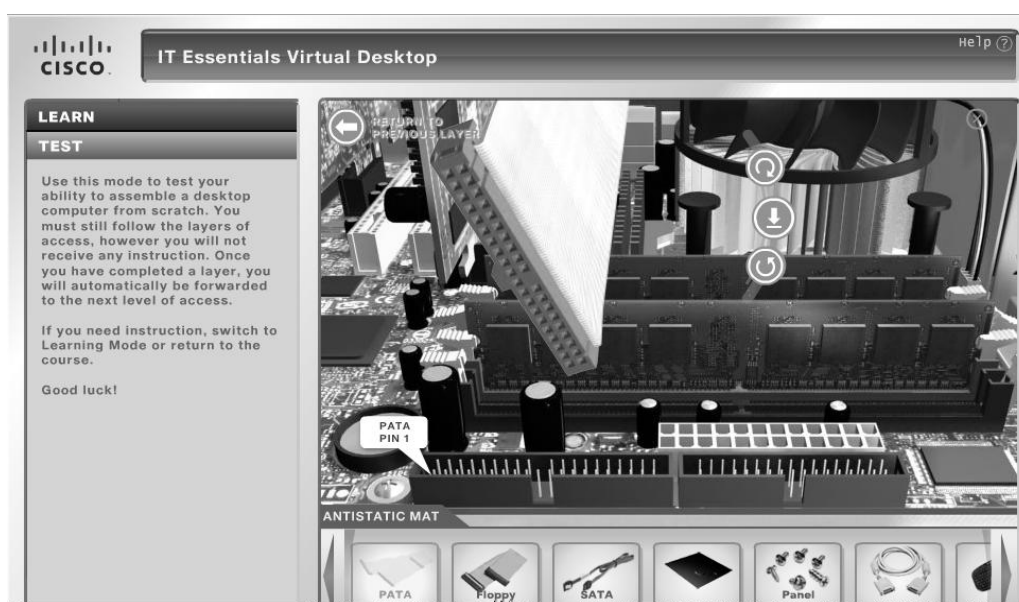 CISCO
IT Essentials Virtual Desktop
Help ?
LEARN
TEST
Use this mode to test your
ability to assemble a desktop
computer from scratch. You
must still follow the layers of
access, however you will not
receive any instruction. Once
you have completed a layer, you
will automatically be forwarded
to the next level of access.
If you need instruction, switch to
Learning Mode or return to the
course.
Good luck!
RETURN TO
PREVIOUS LAYER
PATA
PIN 1
ANTISTATIC MAT
PATA
Floppy
SATA
Panel